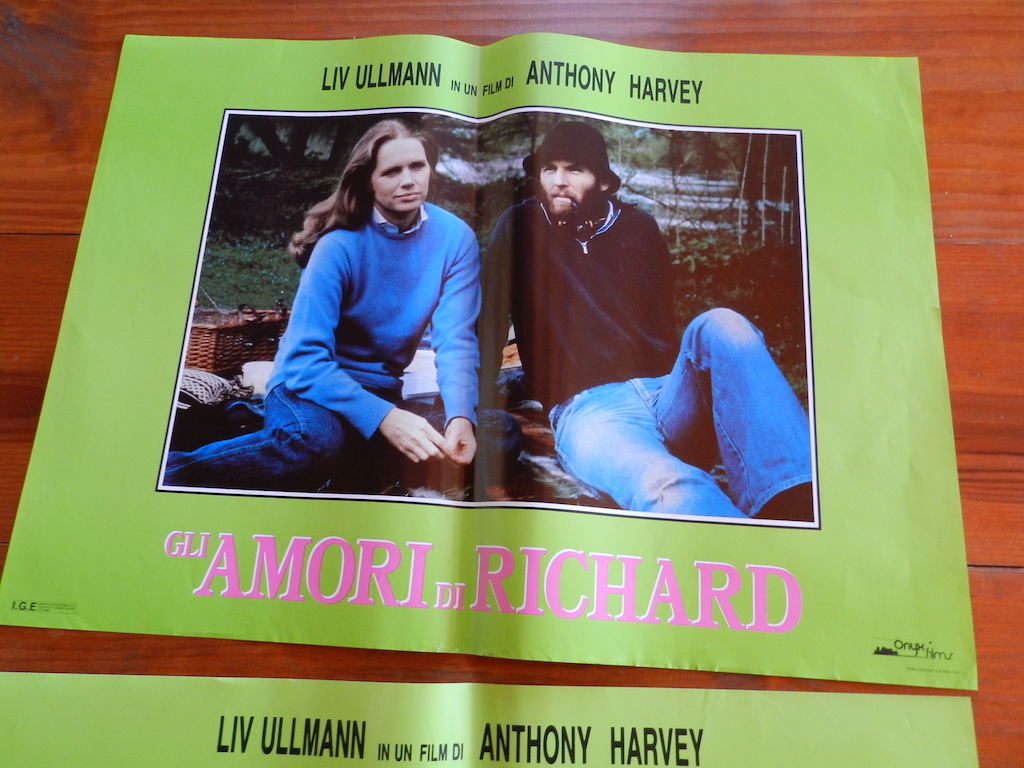 LIV ULLMANN IN UN FILM DI ANTHONY HARVEY
GLI AMORI DI RICHARD
I.G.E
Onyx films
LIV ULLMANN IN UN FILM DI ANTHONY HARVEY